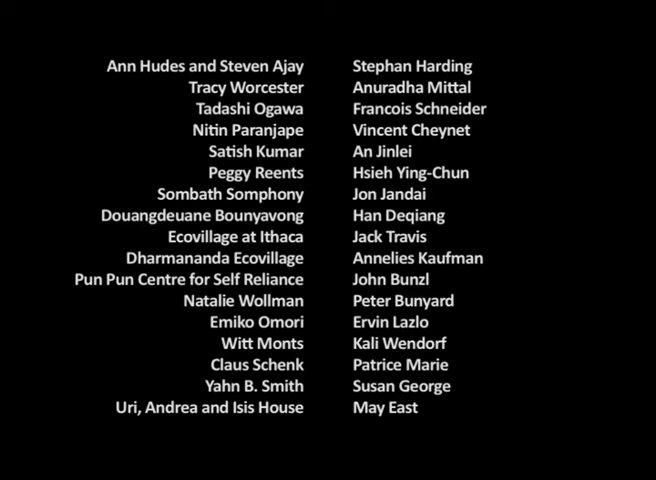 Ann Hudes and Steven Ajay Stephan Harding
Tracy Worcester Anuradha Mittal
Tadashi Ogawa Francois Schneider
Nitin Paranjape Vincent Cheynet
Satish Kumar An Jinlei
Peggy Reents Hsieh Ying-Chun
Sombath Somphony Jon Jandai
Douangdeuane Bounyavong Han Deqiang
Ecovillage at Ithaca Jack Travis
Dharmananda Ecovillage Annelies Kaufman
Pun Pun Centre for Self Reliance John Bunzl
Natalie Wollman Peter Bunyard
Emiko Omori Ervin Lazlo
Witt Monts Kali Wendorf
Claus Schenk Patrice Marie
Yahn B. Smith Susan George
Uri, Andrea and Isis House May East